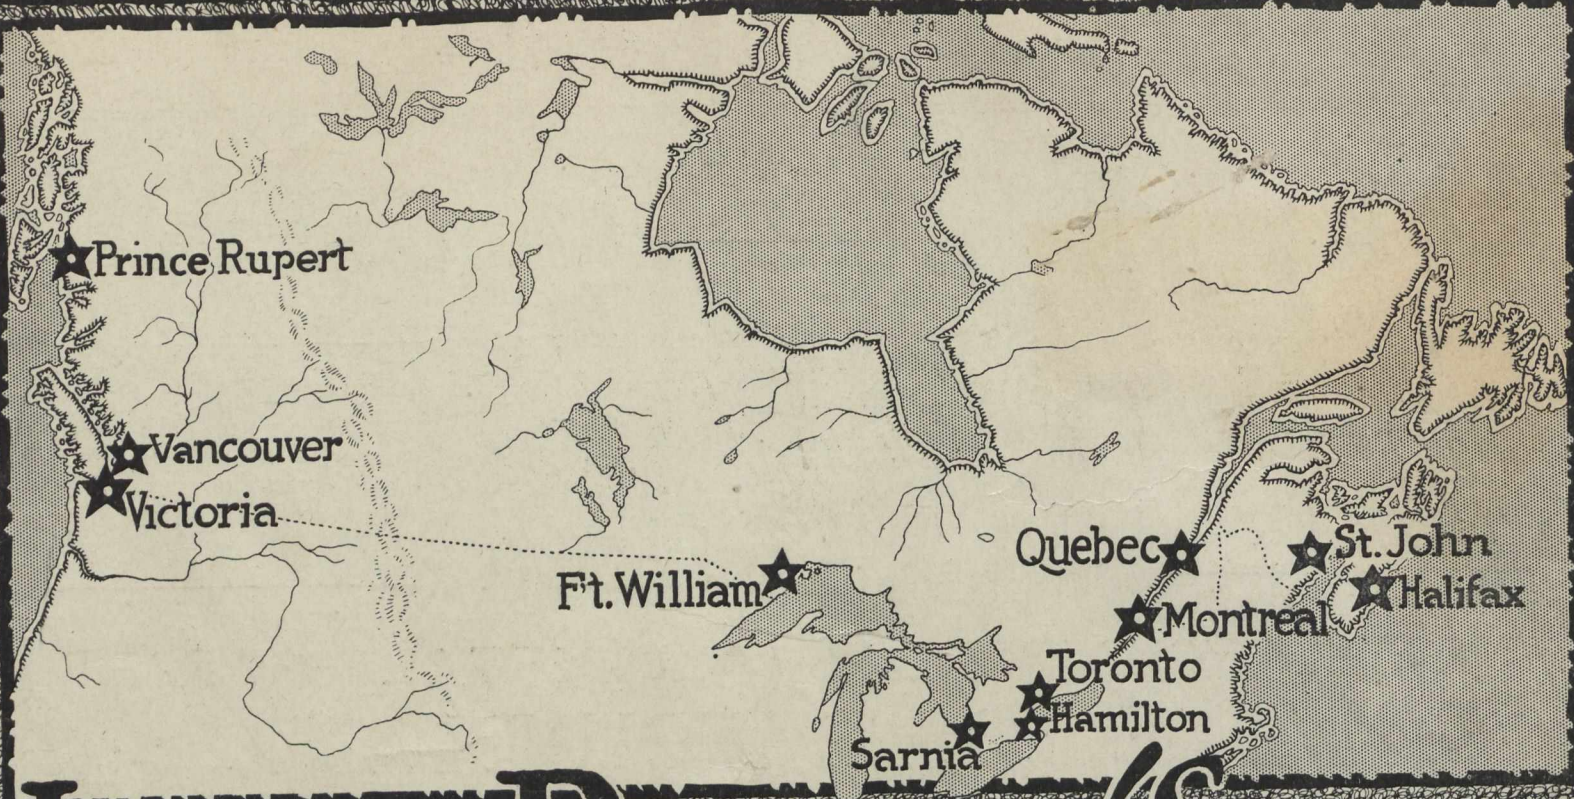 Prince Rupert
Vancouver
Victoria
Ft. William
Quebec
St. John
Halifax
Montreal
Toronto
Hamilton
Sarnia